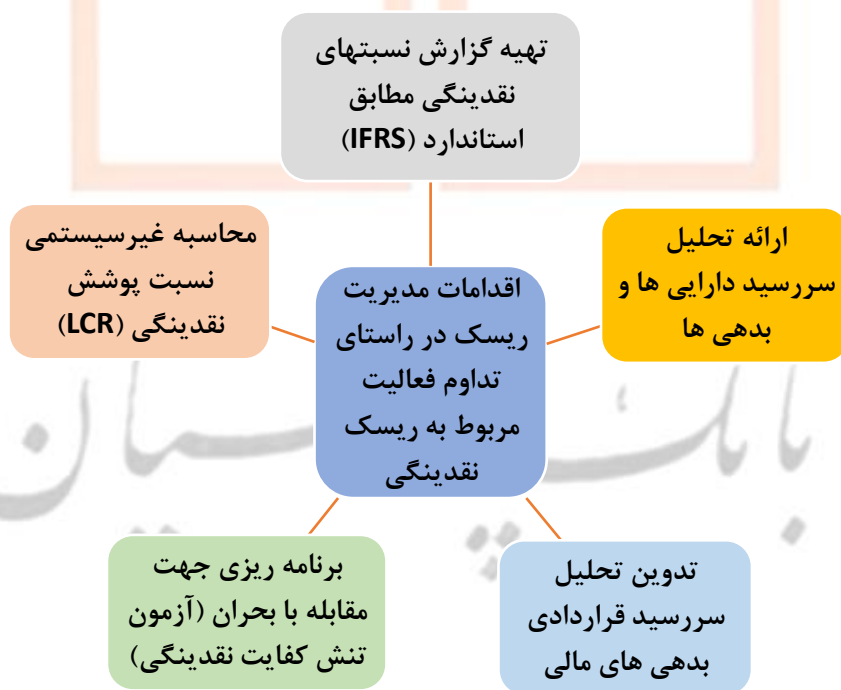 تهیه گزارش نسبتهای
نقدینگی مطابق
استاندارد (IFRS)
ارائه تحلیل
سررسید دارایی ها و
بدهی ها
محاسبه غیرسیستمی
نسبت پوشش
نقدینگی (LCR)
اقدامات مدیریت
ریسک در راستای
تداوم فعالیت
مربوط به ریسک
نقدینگی
تدوین تحلیل
سررسید قراردادی
بدهی های مالی
برنامه ریزی جهت
مقابله با بحران (آزمون
تنش کفایت نقدینگی)
بانک